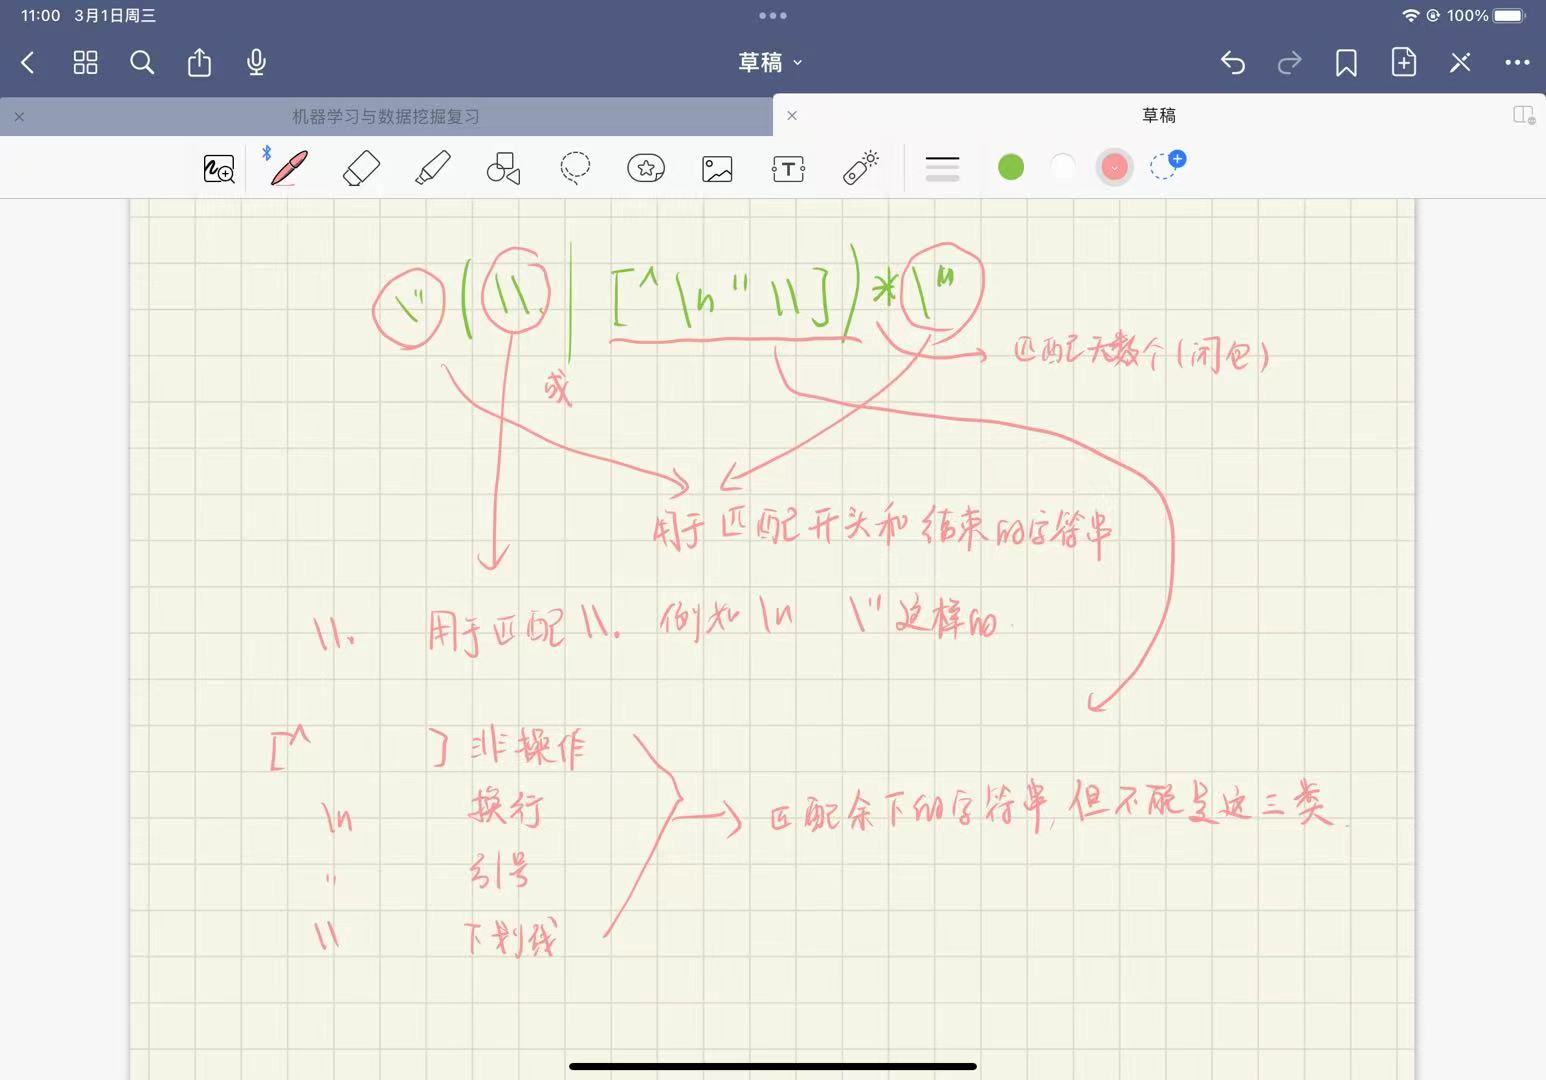 11:00 3月1日周三
100%
草稿
机器学习与数据挖掘复习
草稿
\" (\\.| [^\n"\\])*\"
匹配无数个(闭包)
或
用于匹配开头和结束的字符串
\\. 用于匹配\\. 例如\n \"这样的.
[^ ] 非操作
\n 换行
匹配余下的字符串,但不能是这三类.
" 引号
\\ 下划线